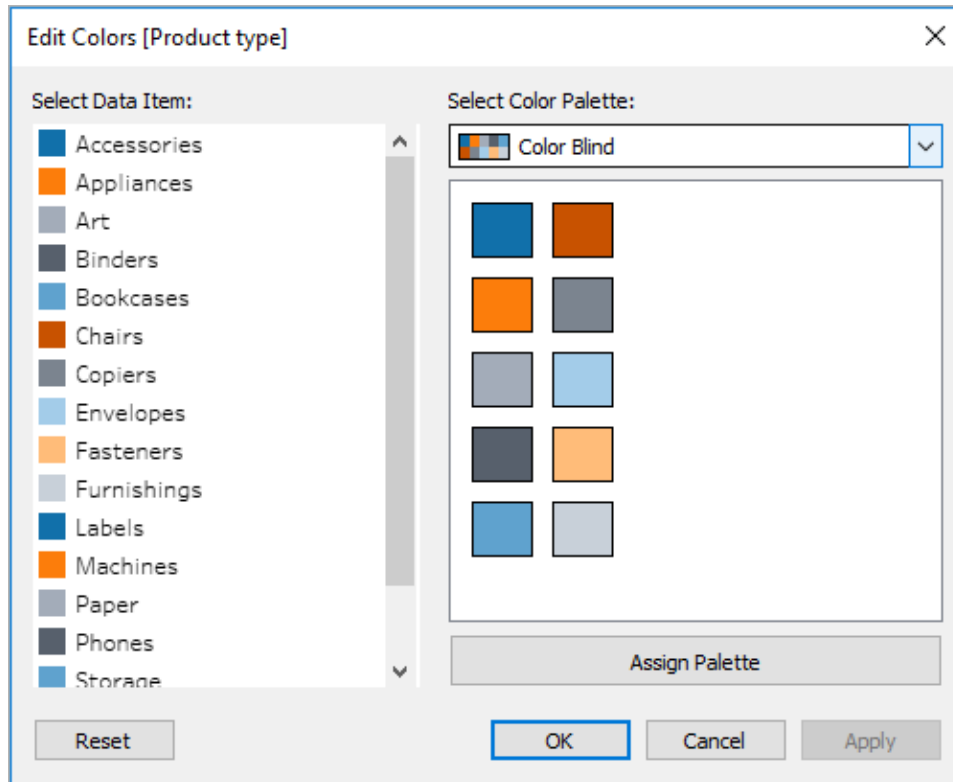 Edit Colors [Product type]
Select Data Item:
Accessories
Appliances
Art
Binders
Bookcases
Chairs
Copiers
Envelopes
Fasteners
Furnishings
Labels
Machines
Paper
Phones
Storage
Select Color Palette:
Color Blind
Assign Palette
Reset
OK
Cancel
Apply